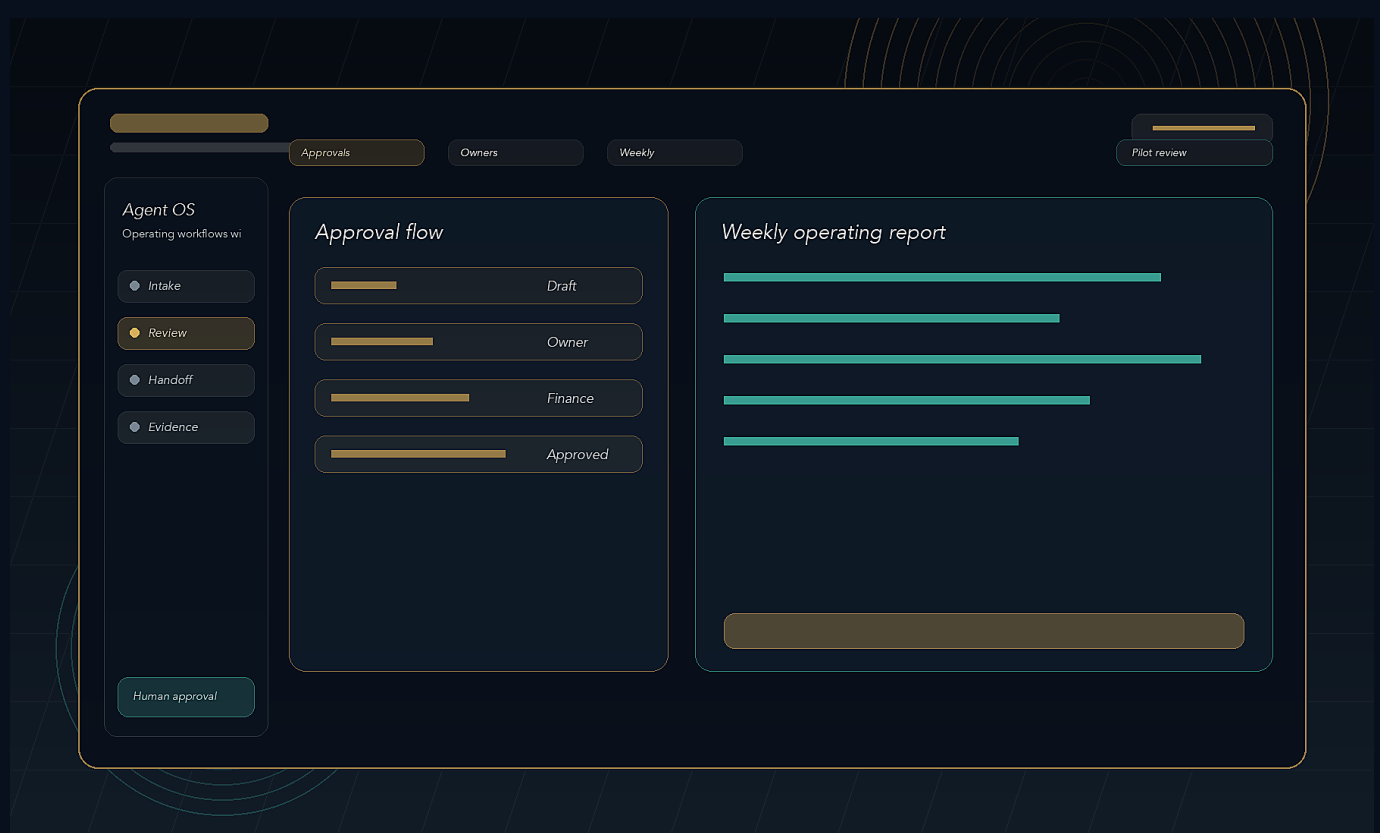 Approvals
Owners
Weekly
Pilot review
Agent OS
Operating workflows wi
Intake
Review
Handoff
Evidence
Human approval
Approval flow
Draft
Owner
Finance
Approved
Weekly operating report